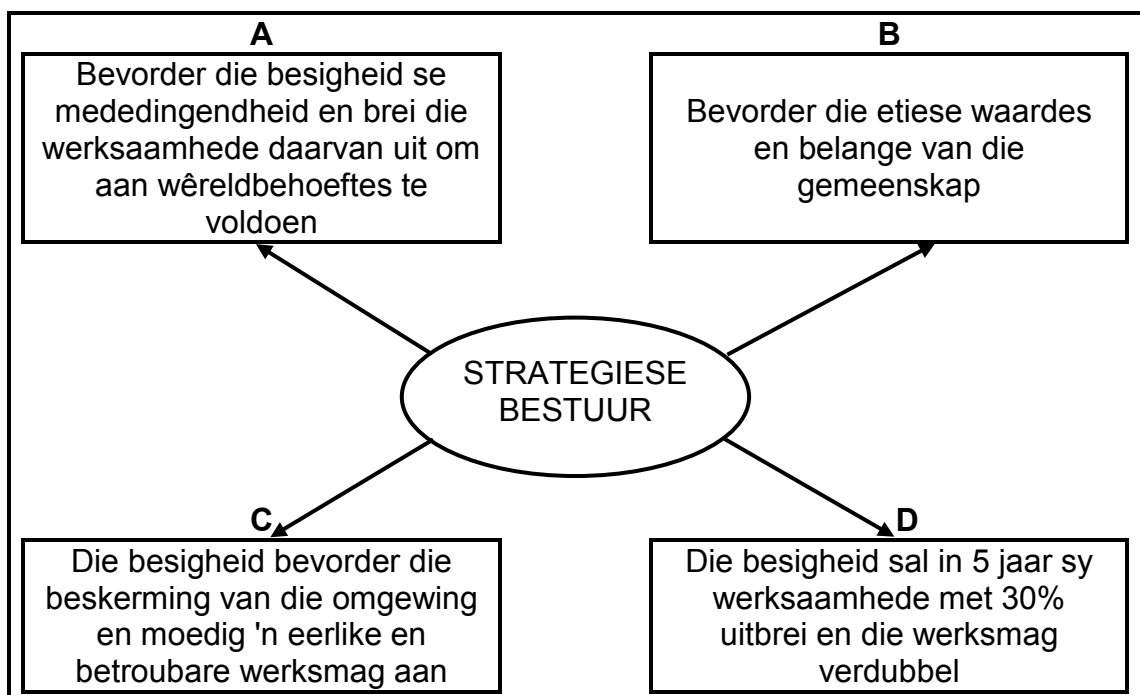 A
Bevorder die besigheid se
mededingendheid en brei die
werksaamhede daarvan uit om
aan wêreldbehoeftes te
voldoen
B
Bevorder die etiese waardes
en belange van die
gemeenskap
STRATEGIESE
BESTUUR
C
Die besigheid bevorder die
beskerming van die omgewing
en moedig 'n eerlike en
betroubare werksmag aan
D
Die besigheid sal in 5 jaar sy
werksaamhede met 30%
uitbrei en die werksmag
verdubbel